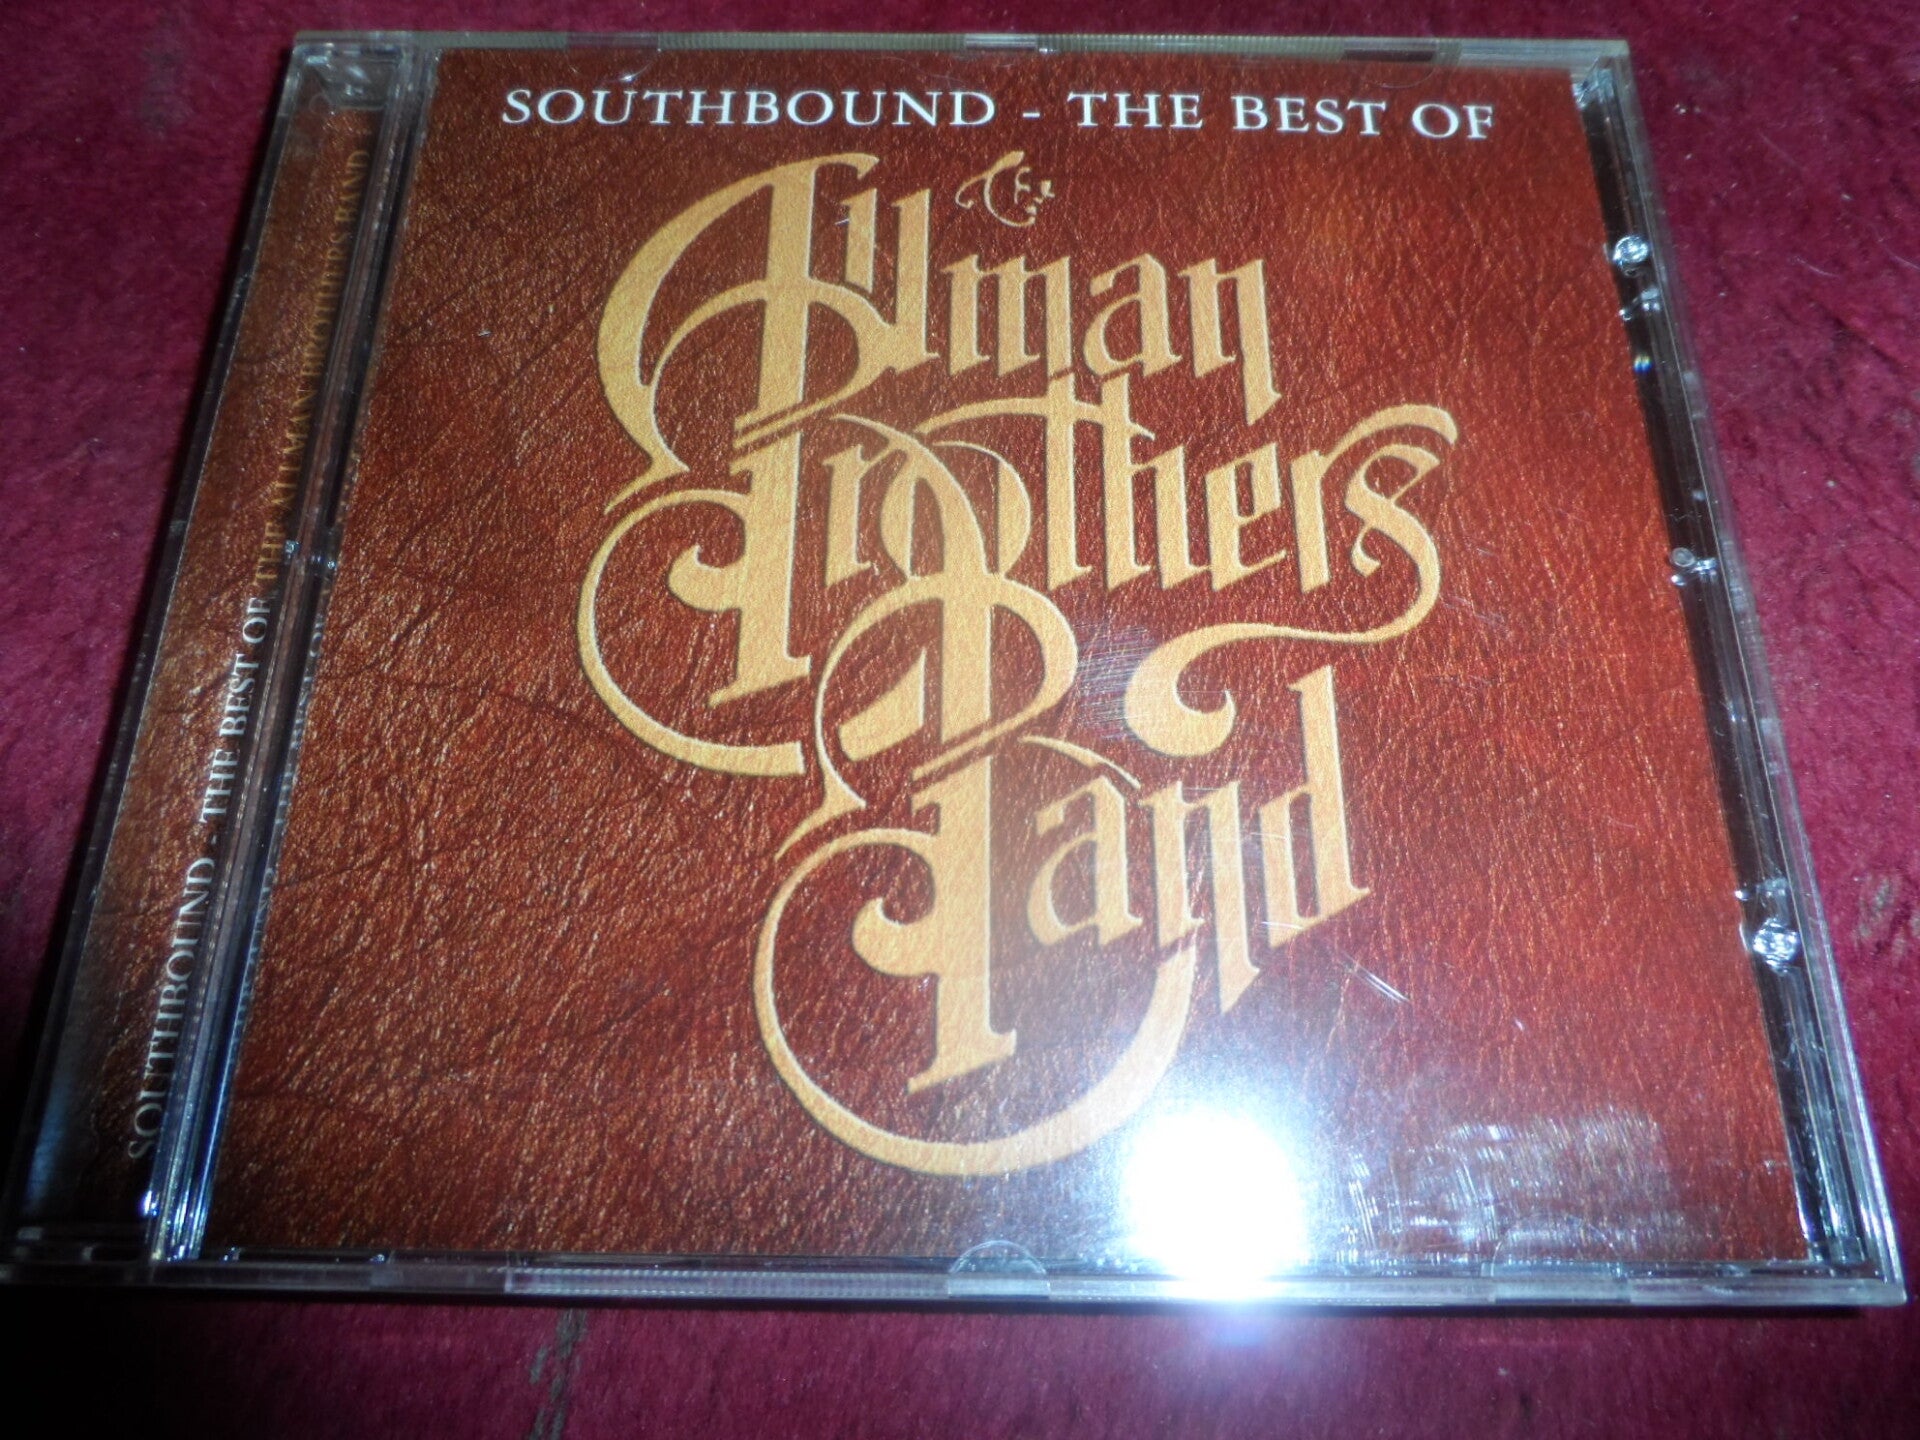 SOUTHBOUND - THE BEST OF
The
Allman
Brothers
Band
SOUTHBOUND - THE BEST OF THE ALLMAN BROTHERS BAND